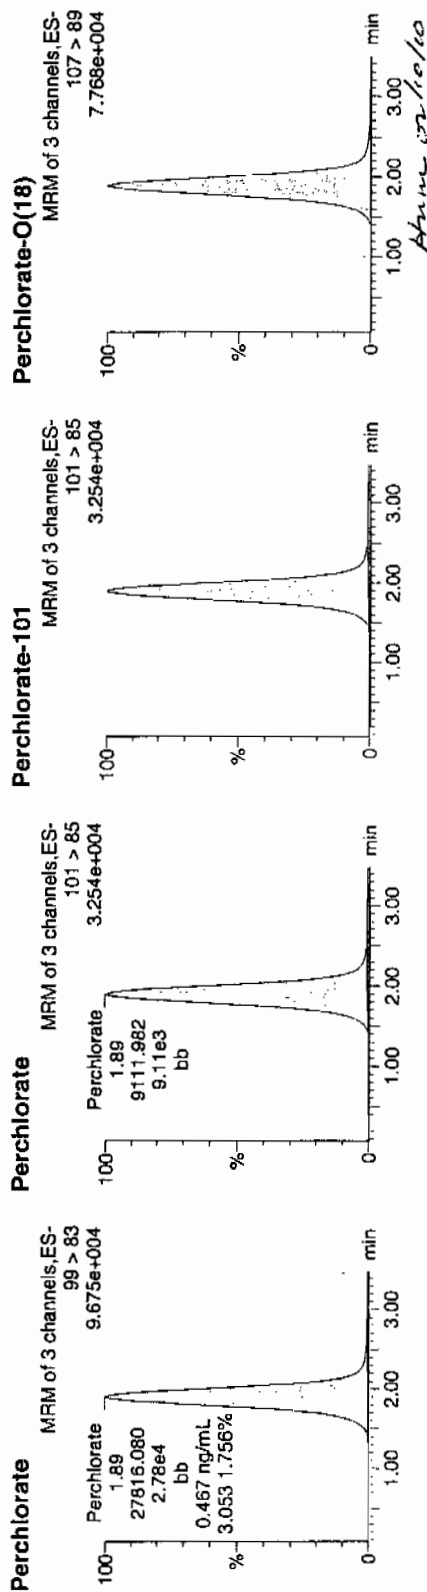 Perchlorate
MRM of 3 channels,ES-
99 > 83
9.675e+004
100
Perchlorate
1.89
27816.080
2.78e4
bb
0.467 ng/mL
3.053 1.756%
%
0
1.00
2.00
3.00
min
Perchlorate
MRM of 3 channels,ES-
101 > 85
3.254e+004
100
Perchlorate
1.89
9111.982
9.11e3
bb
%
0
1.00
2.00
3.00
min
Perchlorate-101
MRM of 3 channels,ES-
101 > 85
3.254e+004
100
%
0
1.00
2.00
3.00
min
Perchlorate-O(18)
MRM of 3 channels,ES-
107 > 89
7.768e+004
100
%
0
1.00
2.00
3.00
min